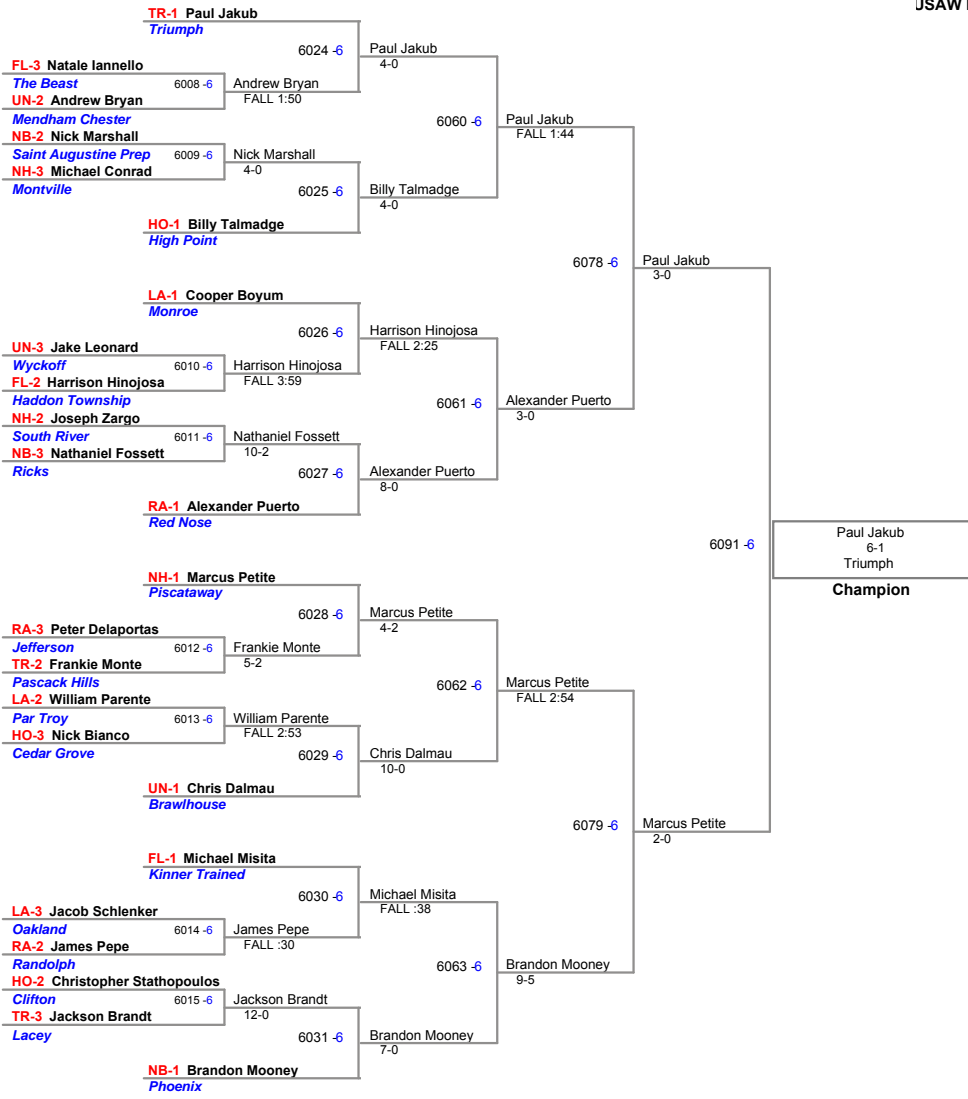 USAW
TR-1 Paul Jakub
Triumph
6024 -6
Paul Jakub
4-0
FL-3 Natale Iannello
The Beast
6008 -6
Andrew Bryan
FALL 1:50
UN-2 Andrew Bryan
Mendham Chester
6060 -6
Paul Jakub
FALL 1:44
NB-2 Nick Marshall
Saint Augustine Prep
6009 -6
Nick Marshall
4-0
NH-3 Michael Conrad
Montville
6025 -6
Billy Talmadge
4-0
HO-1 Billy Talmadge
High Point
6078 -6
Paul Jakub
3-0
LA-1 Cooper Boyum
Monroe
6026 -6
Harrison Hinojosa
FALL 2:25
UN-3 Jake Leonard
Wyckoff
6010 -6
Harrison Hinojosa
FALL 3:59
FL-2 Harrison Hinojosa
Haddon Township
6061 -6
Alexander Puerto
3-0
NH-2 Joseph Zargo
South River
6011 -6
Nathaniel Fossett
10-2
NB-3 Nathaniel Fossett
Ricks
6027 -6
Alexander Puerto
8-0
RA-1 Alexander Puerto
Red Nose
6091 -6
Paul Jakub
6-1
Triumph
Champion
NH-1 Marcus Petite
Piscataway
6028 -6
Marcus Petite
4-2
RA-3 Peter Delaportas
Jefferson
6012 -6
Frankie Monte
5-2
TR-2 Frankie Monte
Pascack Hills
6062 -6
Marcus Petite
FALL 2:54
LA-2 William Parente
Par Troy
6013 -6
William Parente
FALL 2:53
HO-3 Nick Bianco
Cedar Grove
6029 -6
Chris Dalmau
10-0
UN-1 Chris Dalmau
Brawlhouse
6079 -6
Marcus Petite
2-0
FL-1 Michael Misita
Kinner Trained
6030 -6
Michael Misita
FALL :38
LA-3 Jacob Schlenker
Oakland
6014 -6
James Pepe
FALL :30
RA-2 James Pepe
Randolph
6063 -6
Brandon Mooney
9-5
HO-2 Christopher Stathopoulos
Clifton
6015 -6
Jackson Brandt
12-0
TR-3 Jackson Brandt
Lacey
6031 -6
Brandon Mooney
7-0
NB-1 Brandon Mooney
Phoenix